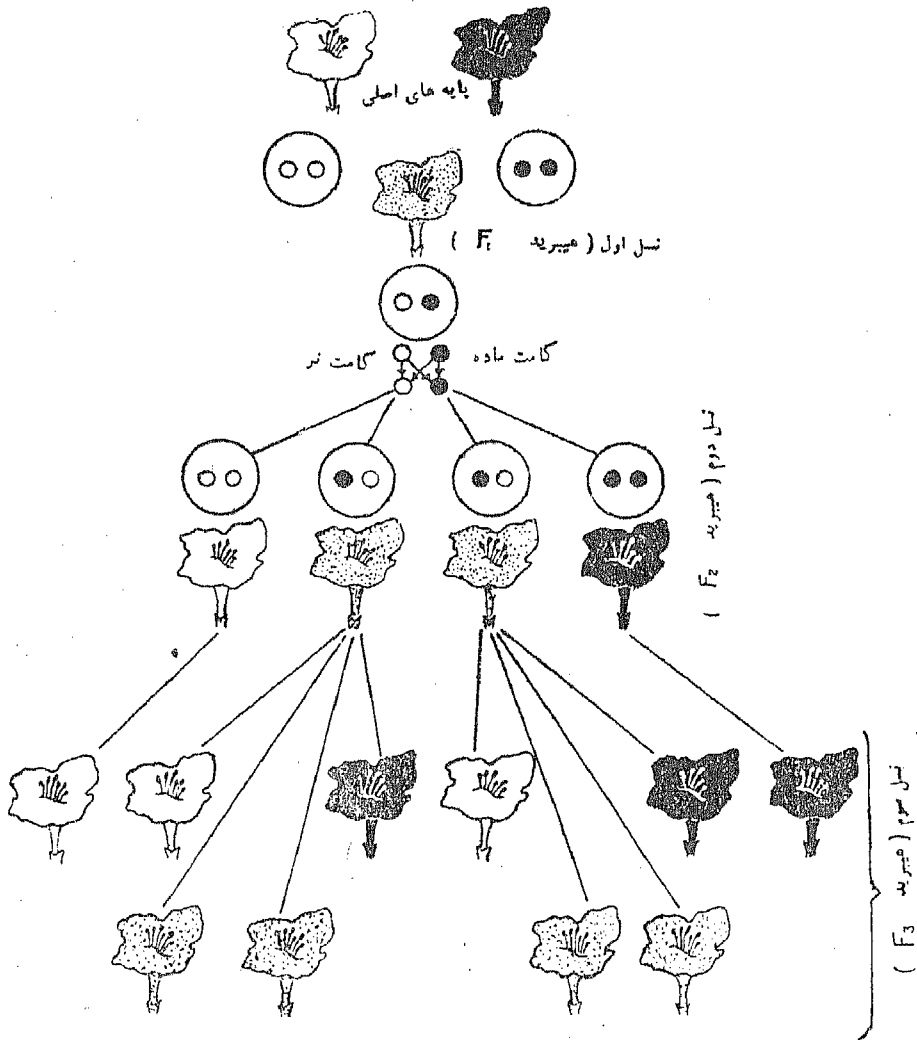 پایه های اصلی
نسل اول ( هیبرید F₁ )
گامت نر
گامت ماده
نسل دوم ( هیبرید F₂ )
نسل سوم ( هیبرید F₃ )